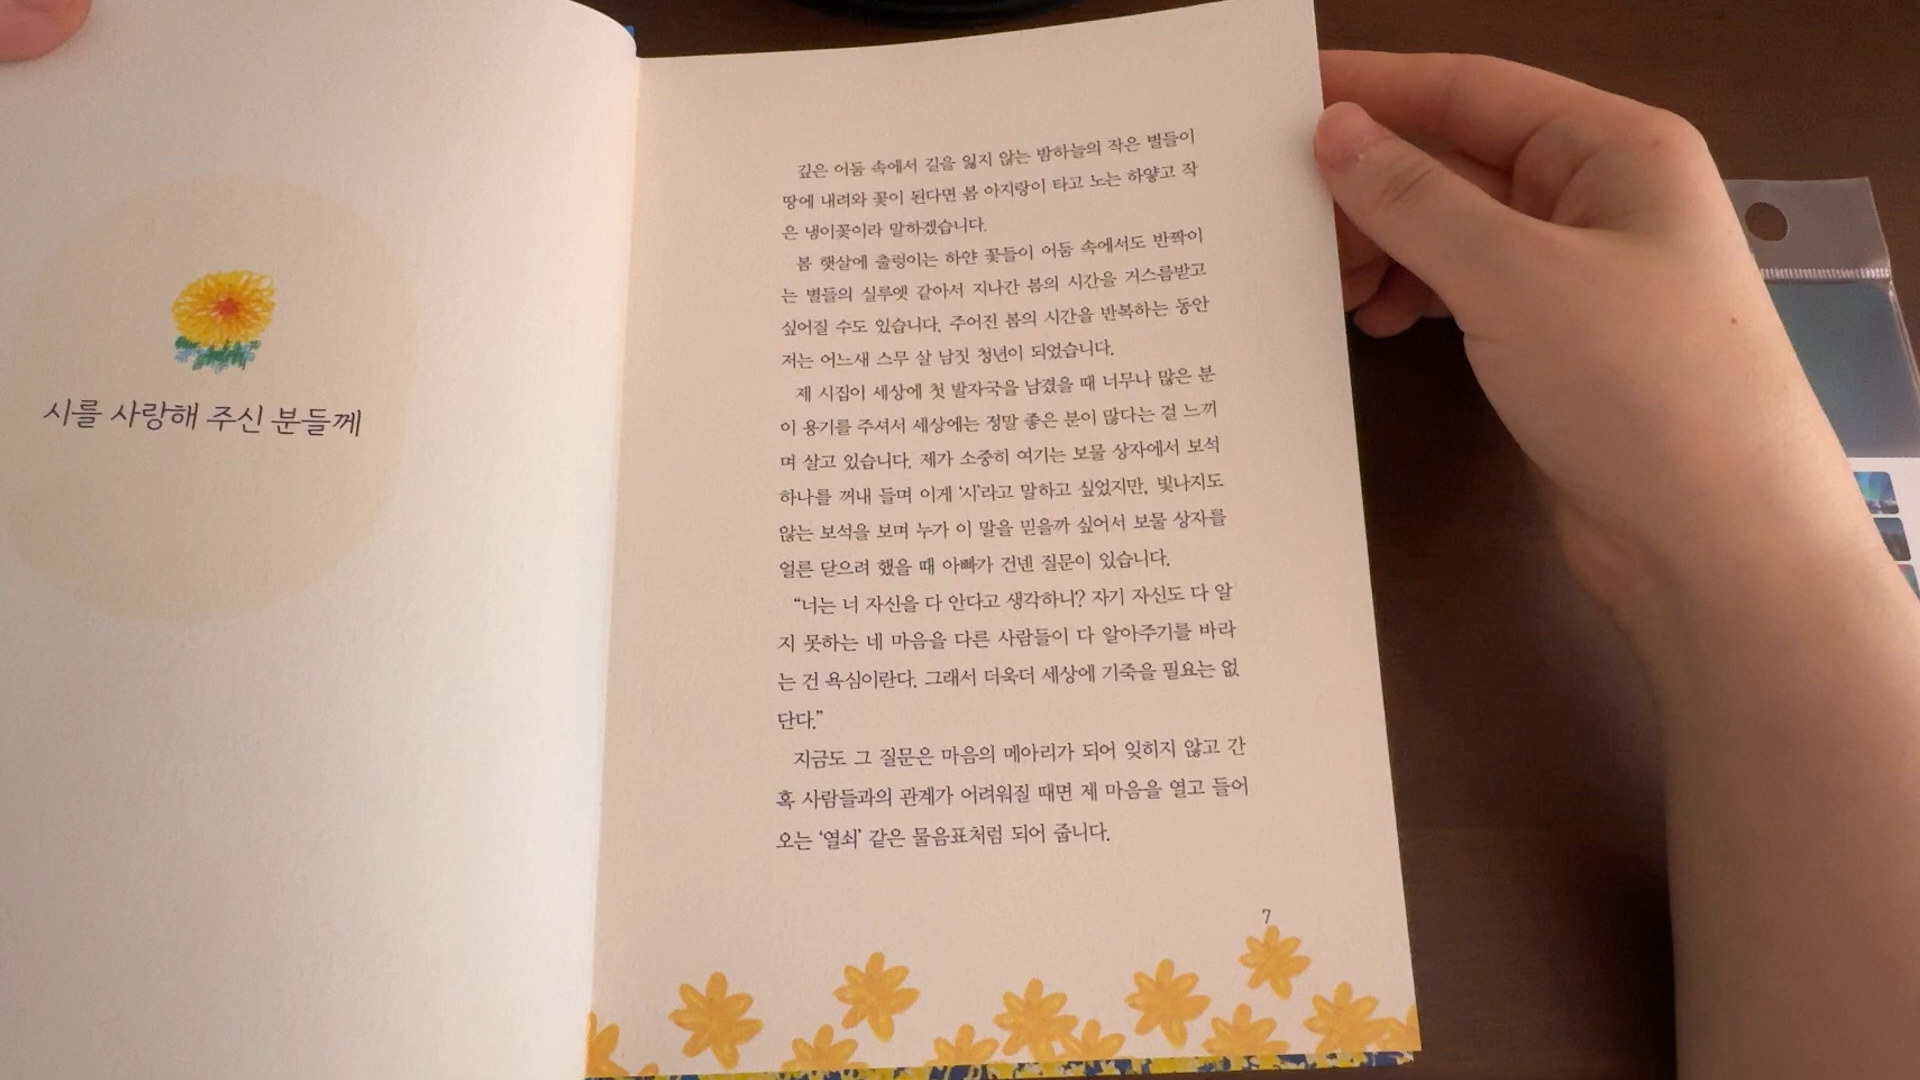 시를 사랑해 주신 분들께
깊은 어둠 속에서 길을 잃지 않는 밤하늘의 작은 별들이
땅에 내려와 꽃이 된다면 봄 아지랑이 타고 노는 하얗고 작
은 냉이꽃이라 말하겠습니다.
봄 햇살에 출렁이는 하얀 꽃들이 어둠 속에서도 반짝이
는 별들의 실루엣 같아서 지나간 봄의 시간을 거스름받고
싶어질 수도 있습니다. 주어진 봄의 시간을 반복하는 동안
저는 어느새 스무 살 남짓 청년이 되었습니다.
제 시집이 세상에 첫 발자국을 남겼을 때 너무나 많은 분
이 용기를 주셔서 세상에는 정말 좋은 분이 많다는 걸 느끼
며 살고 있습니다. 제가 소중히 여기는 보물 상자에서 보석
하나를 꺼내 들며 이게 ‘시’라고 말하고 싶었지만, 빛나지도
않는 보석을 보며 누가 이 말을 믿을까 싶어서 보물 상자를
얼른 닫으려 했을 때 아빠가 건넨 질문이 있습니다.
“너는 너 자신을 다 안다고 생각하니? 자기 자신도 다 알
지 못하는 네 마음을 다른 사람들이 다 알아주기를 바라
는 건 욕심이란다. 그래서 더욱더 세상에 기죽을 필요는 없
단다.”
지금도 그 질문은 마음의 메아리가 되어 잊히지 않고 간
혹 사람들과의 관계가 어려워질 때면 제 마음을 열고 들어
오는 ‘열쇠’ 같은 물음표처럼 되어 줍니다.
7